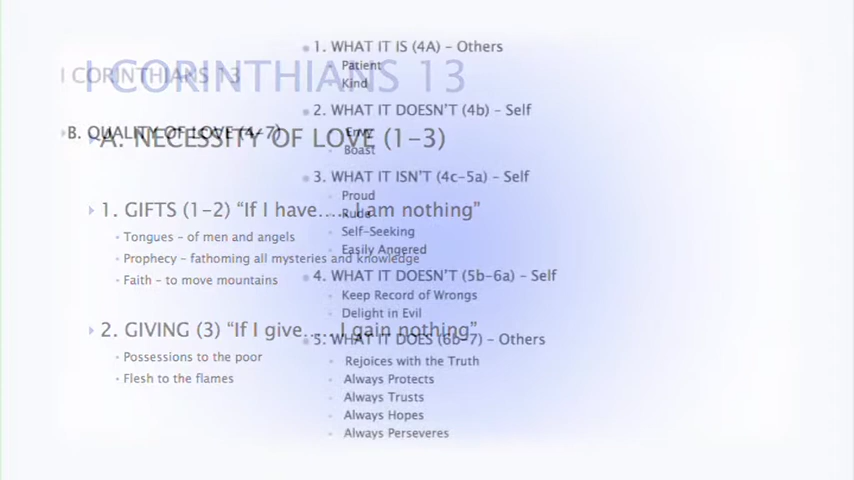 I CORINTHIANS 13
A. NECESSITY OF LOVE (1-3)
1. GIFTS (1-2) “If I have..... I am nothing”
Tongues - of men and angels
Prophecy - fathoming all mysteries and knowledge
Faith - to move mountains
2. GIVING (3) “If I give...... I gain nothing”
Possessions to the poor
Flesh to the flames
I CORINTHIANS 13
B. QUALITY OF LOVE (4-7)
1. WHAT IT IS (4A) - Others
Patient
Kind
2. WHAT IT DOESN'T (4b) - Self
Envy
Boast
3. WHAT IT ISN'T (4c-5a) - Self
Proud
Rude
Self-Seeking
Easily Angered
4. WHAT IT DOESN'T (5b-6a) - Self
Keep Record of Wrongs
Delight in Evil
5. WHAT IT DOES (6b-7) - Others
Rejoices with the Truth
Always Protects
Always Trusts
Always Hopes
Always Perseveres